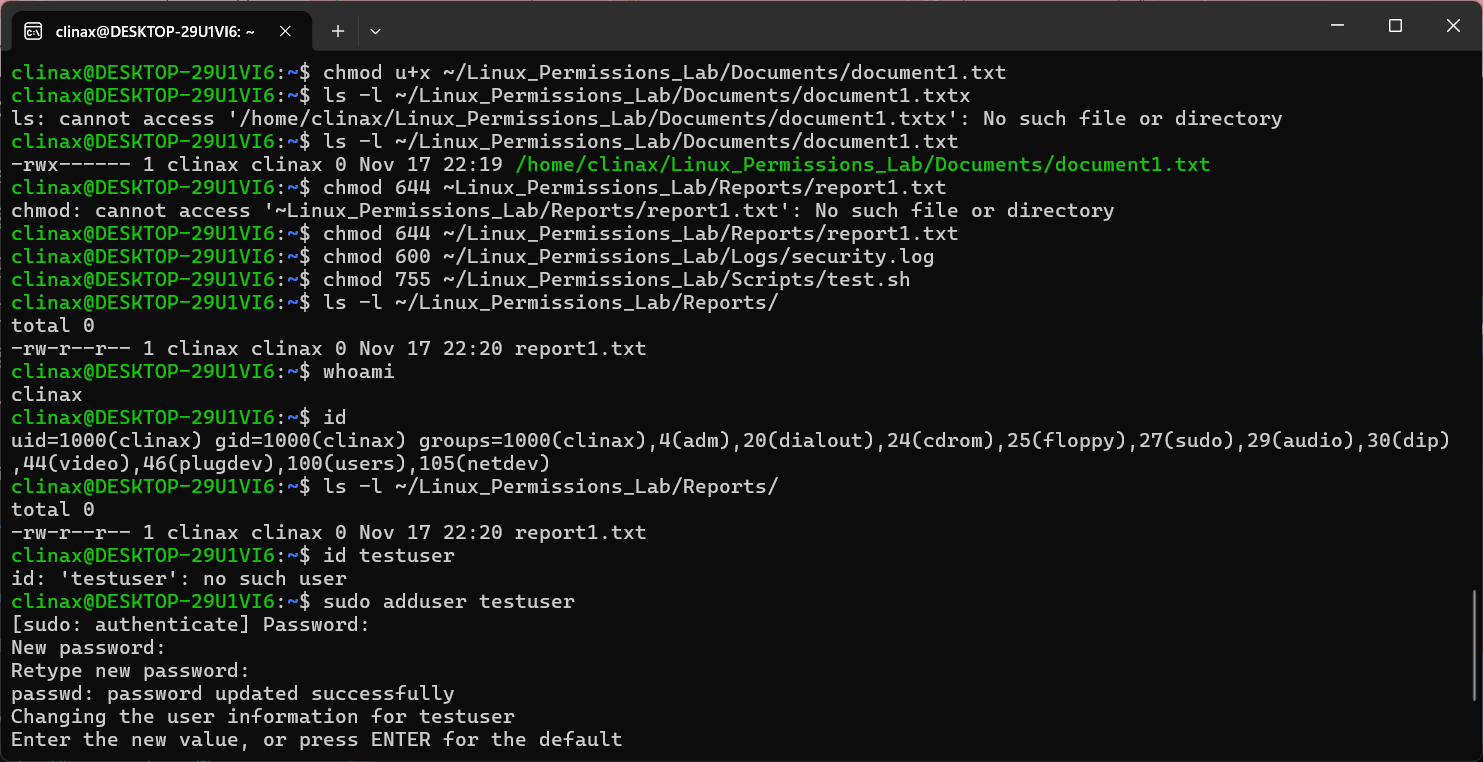 clinax@DESKTOP-29U1VI6: ~
clinax@DESKTOP-29U1VI6:~$ chmod u+x ~/Linux_Permissions_Lab/Documents/document1.txt
clinax@DESKTOP-29U1VI6:~$ ls -l ~/Linux_Permissions_Lab/Documents/document1.txtx
ls: cannot access '/home/clinax/Linux_Permissions_Lab/Documents/document1.txtx': No such file or directory
clinax@DESKTOP-29U1VI6:~$ ls -l ~/Linux_Permissions_Lab/Documents/document1.txt
-rwx------ 1 clinax clinax 0 Nov 17 22:19 /home/clinax/Linux_Permissions_Lab/Documents/document1.txt
clinax@DESKTOP-29U1VI6:~$ chmod 644 ~Linux_Permissions_Lab/Reports/report1.txt
chmod: cannot access '~Linux_Permissions_Lab/Reports/report1.txt': No such file or directory
clinax@DESKTOP-29U1VI6:~$ chmod 644 ~/Linux_Permissions_Lab/Reports/report1.txt
clinax@DESKTOP-29U1VI6:~$ chmod 600 ~/Linux_Permissions_Lab/Logs/security.log
clinax@DESKTOP-29U1VI6:~$ chmod 755 ~/Linux_Permissions_Lab/Scripts/test.sh
clinax@DESKTOP-29U1VI6:~$ ls -l ~/Linux_Permissions_Lab/Reports/
total 0
-rw-r--r-- 1 clinax clinax 0 Nov 17 22:20 report1.txt
clinax@DESKTOP-29U1VI6:~$ whoami
clinax
clinax@DESKTOP-29U1VI6:~$ id
uid=1000(clinax) gid=1000(clinax) groups=1000(clinax),4(adm),20(dialout),24(cdrom),25(floppy),27(sudo),29(audio),30(dip)
,44(video),46(plugdev),100(users),105(netdev)
clinax@DESKTOP-29U1VI6:~$ ls -l ~/Linux_Permissions_Lab/Reports/
total 0
-rw-r--r-- 1 clinax clinax 0 Nov 17 22:20 report1.txt
clinax@DESKTOP-29U1VI6:~$ id testuser
id: 'testuser': no such user
clinax@DESKTOP-29U1VI6:~$ sudo adduser testuser
[sudo: authenticate] Password:
New password:
Retype new password:
passwd: password updated successfully
Changing the user information for testuser
Enter the new value, or press ENTER for the default